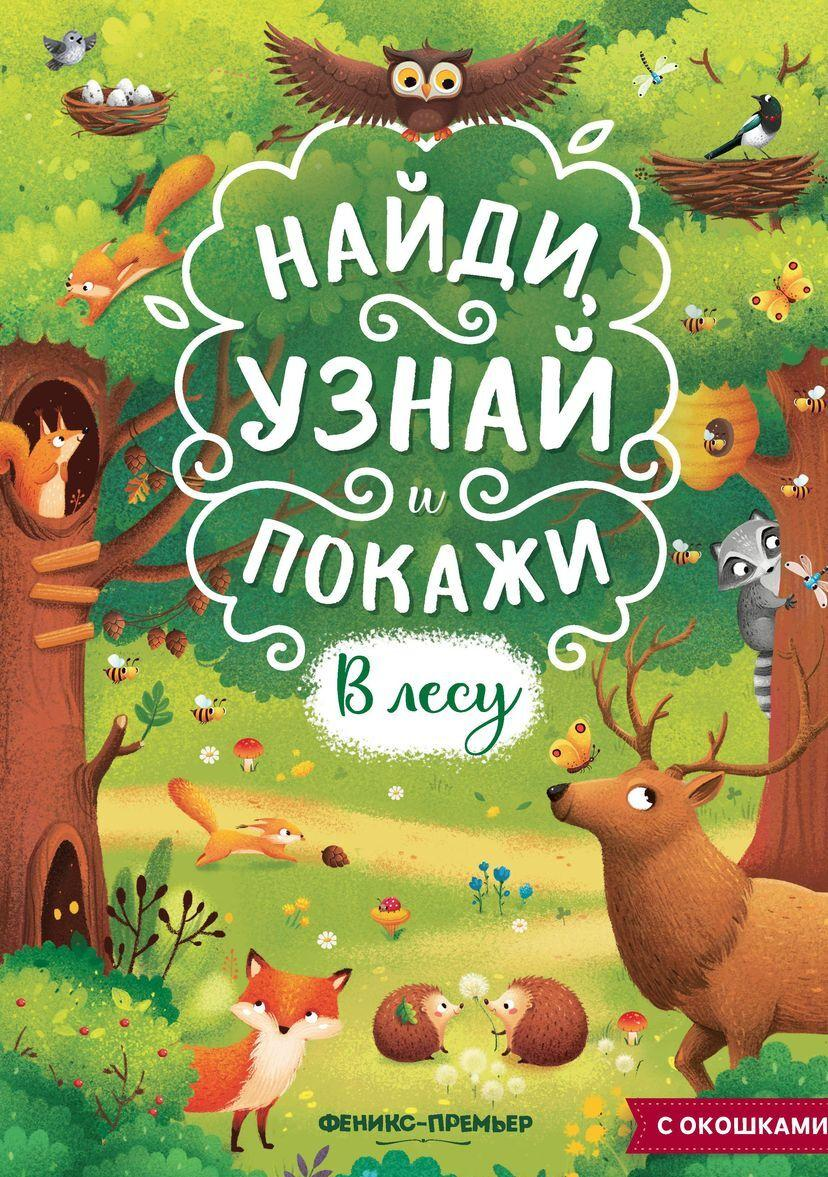 НАЙДИ,
УЗНАЙ
и
ПОКАЖИ
В лесу
ФЕНИКС-ПРЕМЬЕР
С ОКОШКАМИ